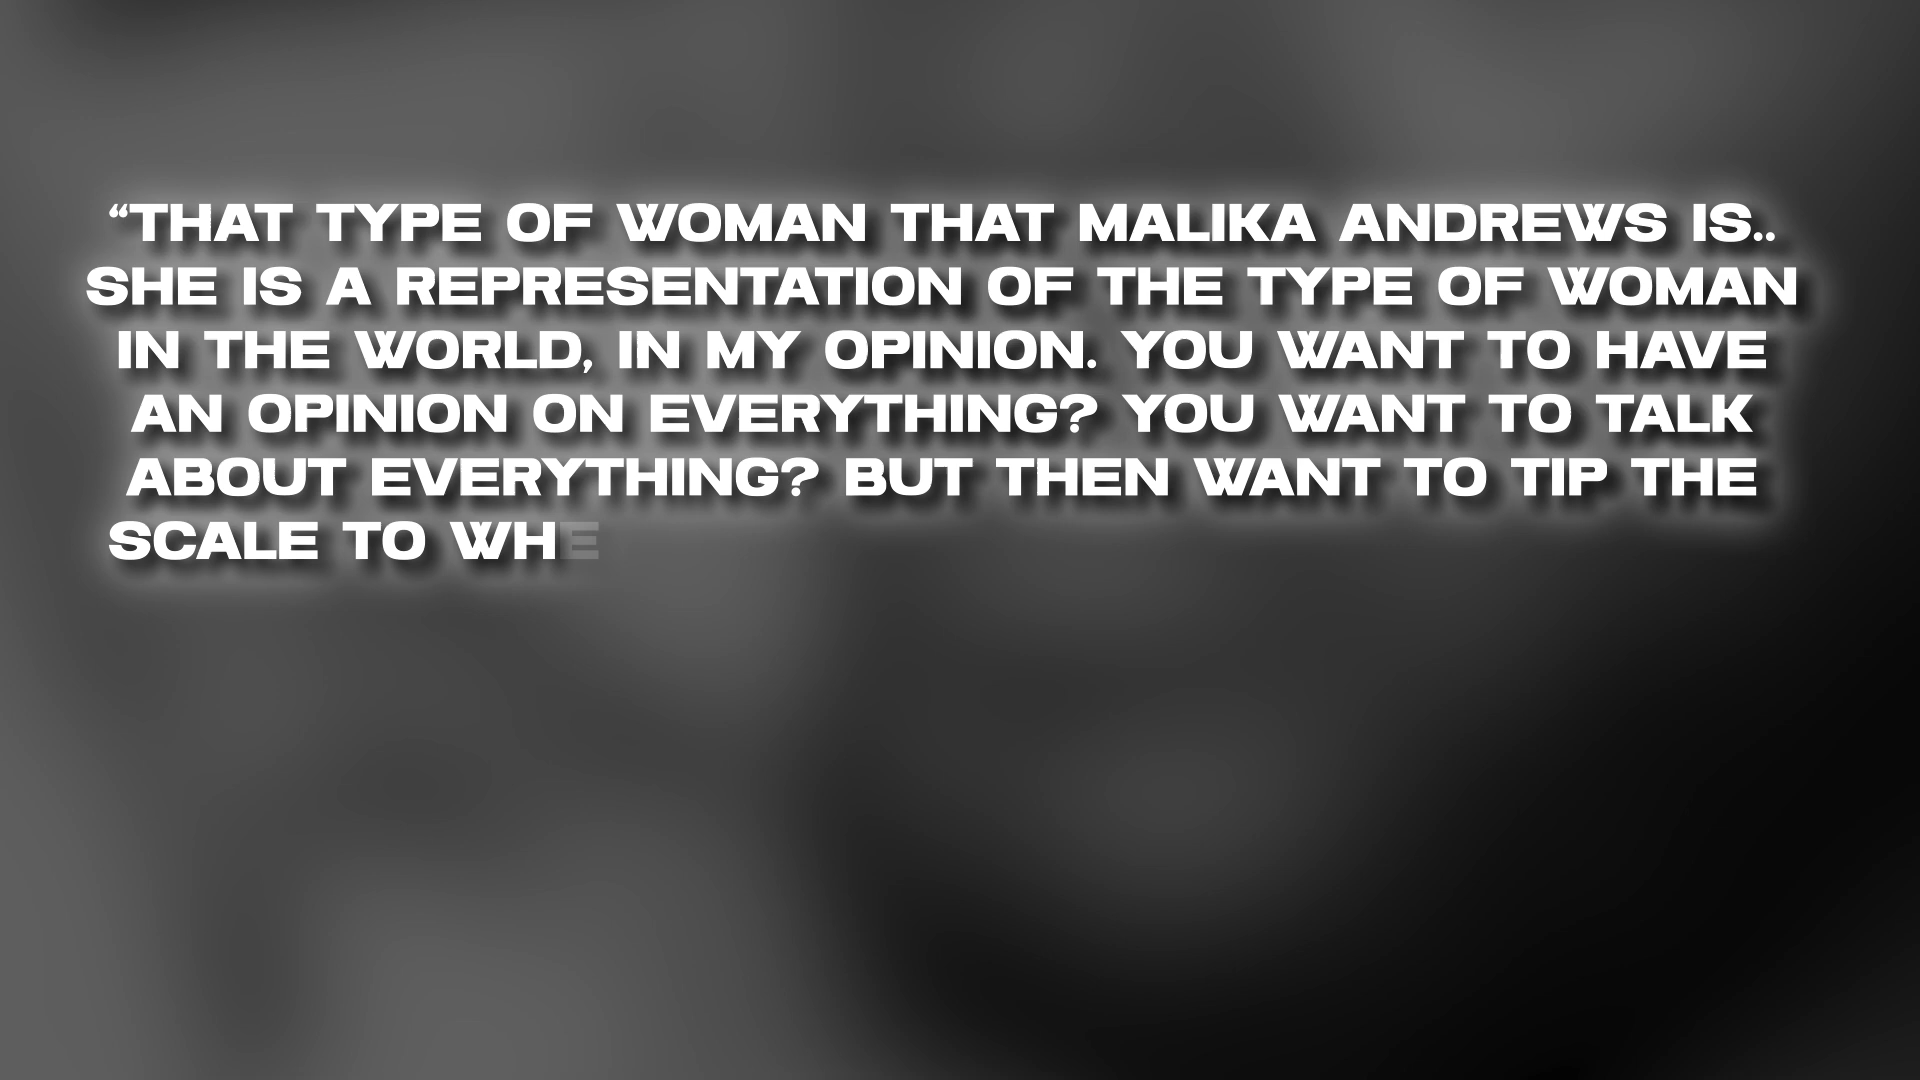 “THAT TYPE OF WOMAN THAT MALIKA ANDREWS IS..
SHE IS A REPRESENTATION OF THE TYPE OF WOMAN
IN THE WORLD, IN MY OPINION. YOU WANT TO HAVE
AN OPINION ON EVERYTHING? YOU WANT TO TALK
ABOUT EVERYTHING? BUT THEN WANT TO TIP THE
SCALE TO WHE